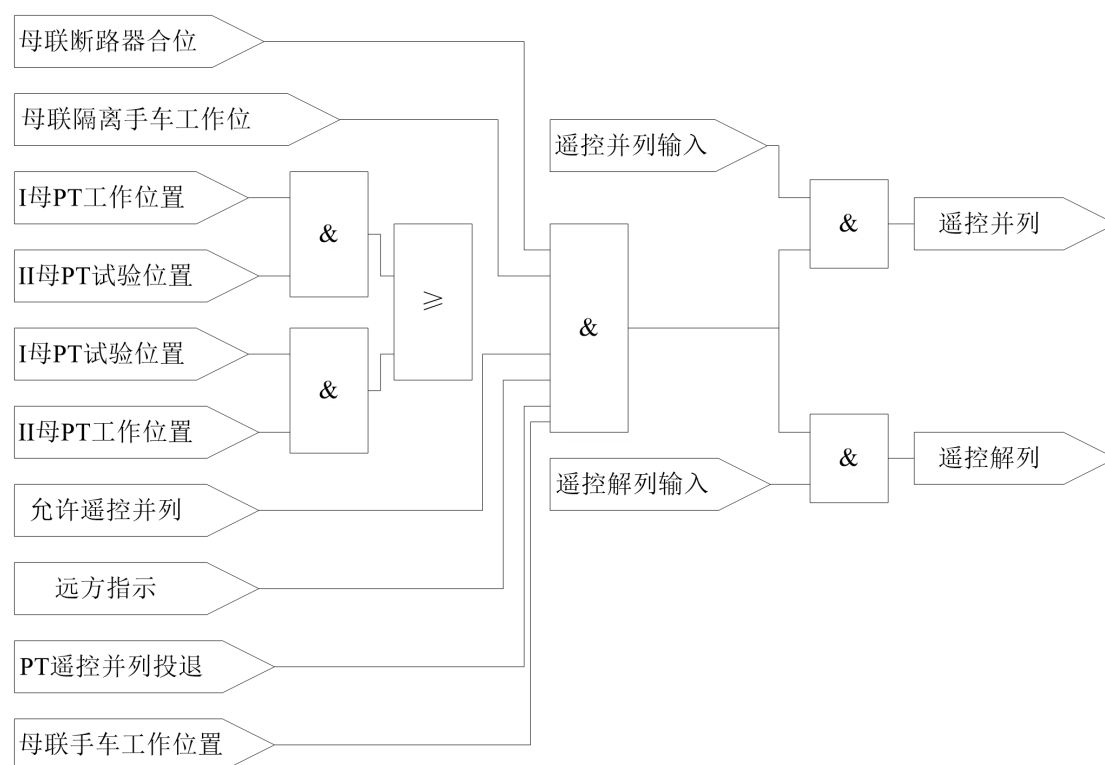 母联断路器合位
母联隔离手车工作位
遥控并列输入
I母PT工作位置
&
&
遥控并列
II母PT试验位置
≥
&
I母PT试验位置
&
II母PT工作位置
&
遥控解列
遥控解列输入
允许遥控并列
远方指示
PT遥控并列投退
母联手车工作位置